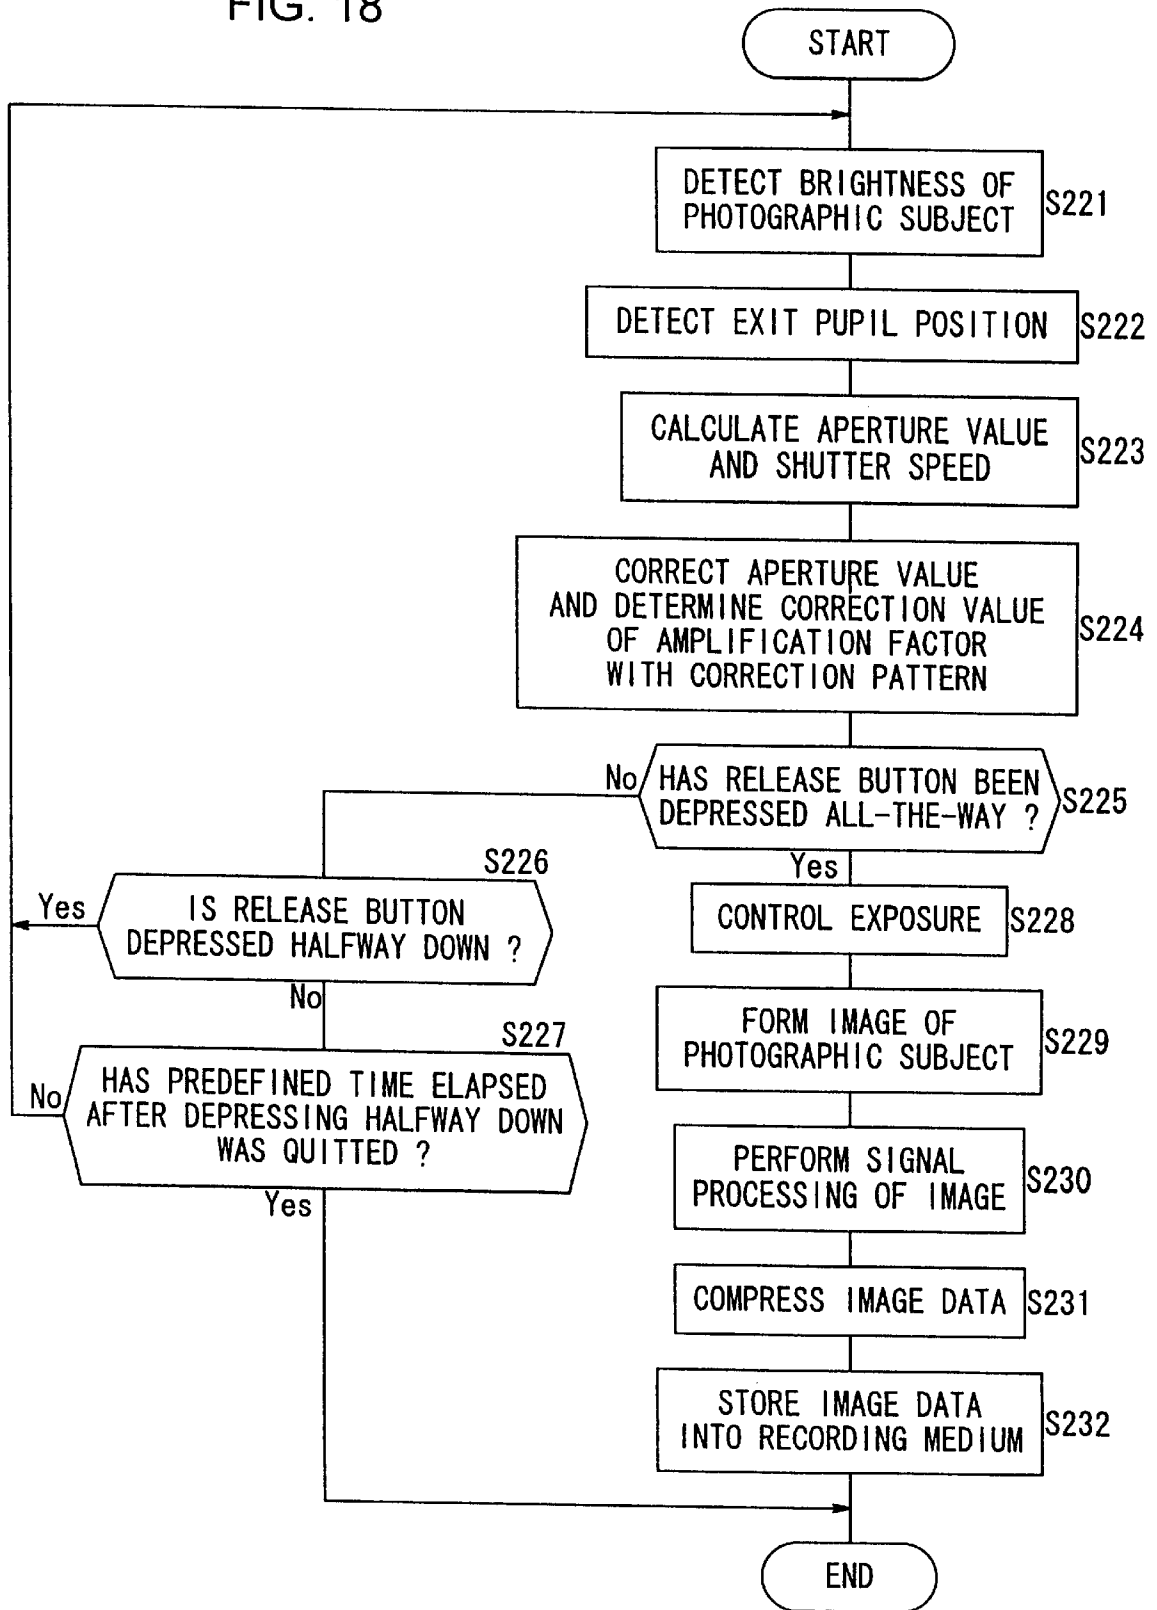 FIG. 18
START
DETECT BRIGHTNESS OF
PHOTOGRAPHIC SUBJECT
S221
DETECT EXIT PUPIL POSITION
S222
CALCULATE APERTURE VALUE
AND SHUTTER SPEED
S223
CORRECT APERTURE VALUE
AND DETERMINE CORRECTION VALUE
OF AMPLIFICATION FACTOR
WITH CORRECTION PATTERN
S224
No
HAS RELEASE BUTTON BEEN
DEPRESSED ALL-THE-WAY ?
S225
Yes
S226
Yes
IS RELEASE BUTTON
DEPRESSED HALFWAY DOWN ?
No
S227
No
HAS PREDEFINED TIME ELAPSED
AFTER DEPRESSING HALFWAY DOWN
WAS QUITTED ?
Yes
CONTROL EXPOSURE
S228
FORM IMAGE OF
PHOTOGRAPHIC SUBJECT
S229
PERFORM SIGNAL
PROCESSING OF IMAGE
S230
COMPRESS IMAGE DATA
S231
STORE IMAGE DATA
INTO RECORDING MEDIUM
S232
END